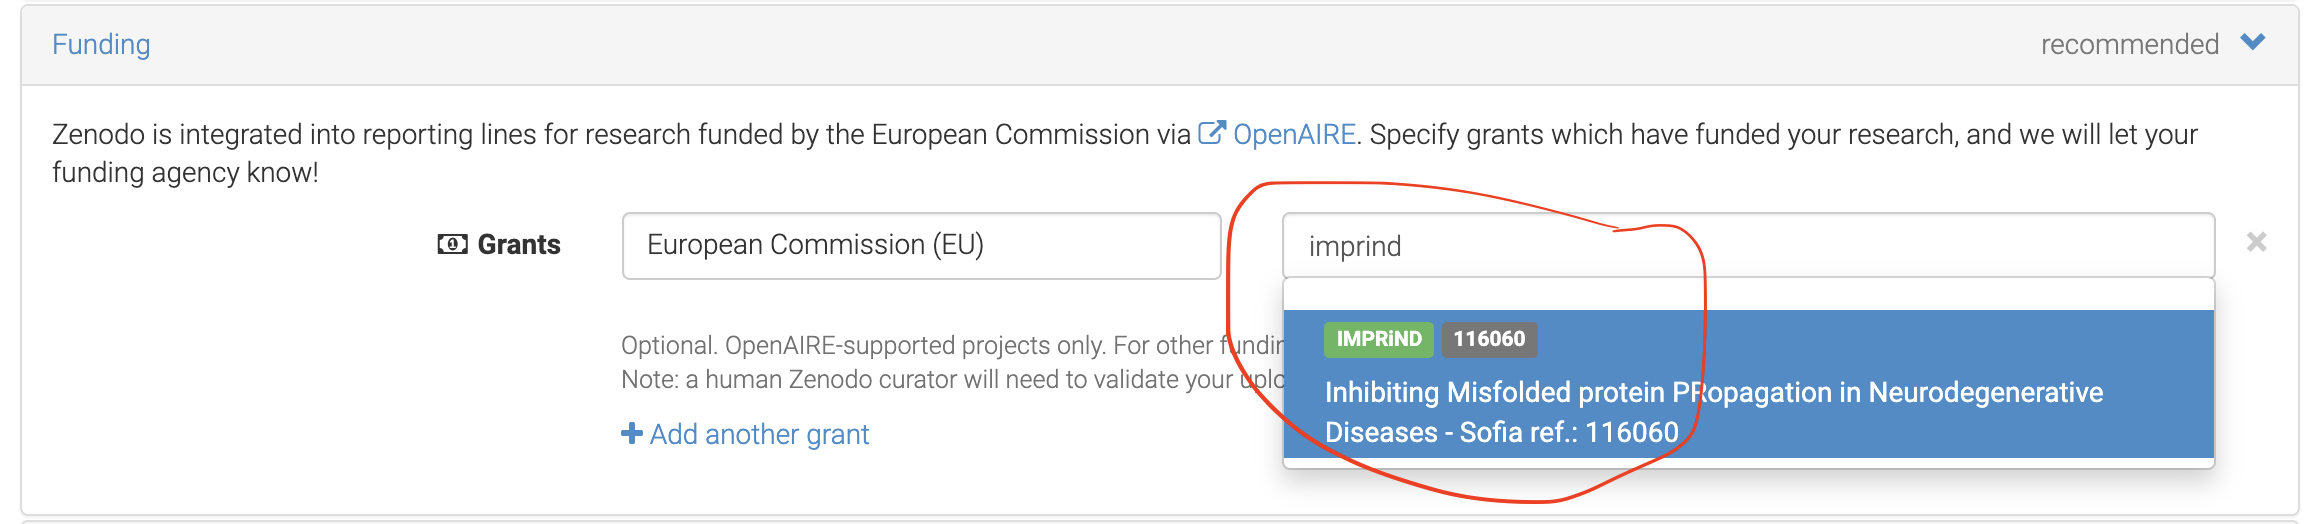 Funding
recommended
Zenodo is integrated into reporting lines for research funded by the European Commission via OpenAIRE. Specify grants which have funded your research, and we will let your
funding agency know!
Grants
European Commission (EU)
imprind
IMPRiND 116060
Inhibiting Misfolded protein PRopagation in Neurodegenerative
Diseases - Sofia ref.: 116060
Optional. OpenAIRE-supported projects only. For other
Note: a human Zenodo curator will need to validate your
Add another grant